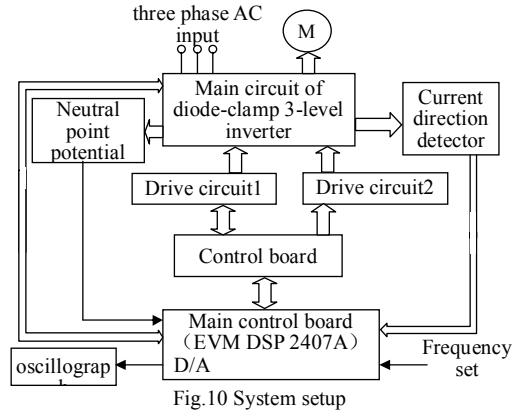 three phase AC
input
M
Main circuit of
diode-clamp 3-level
inverter
Neutral
point
potential
Current
direction
detector
Drive circuit1
Drive circuit2
Control board
Main control board
(EVM DSP 2407A)
D/A
oscillograp
Frequency
set
Fig.10 System setup